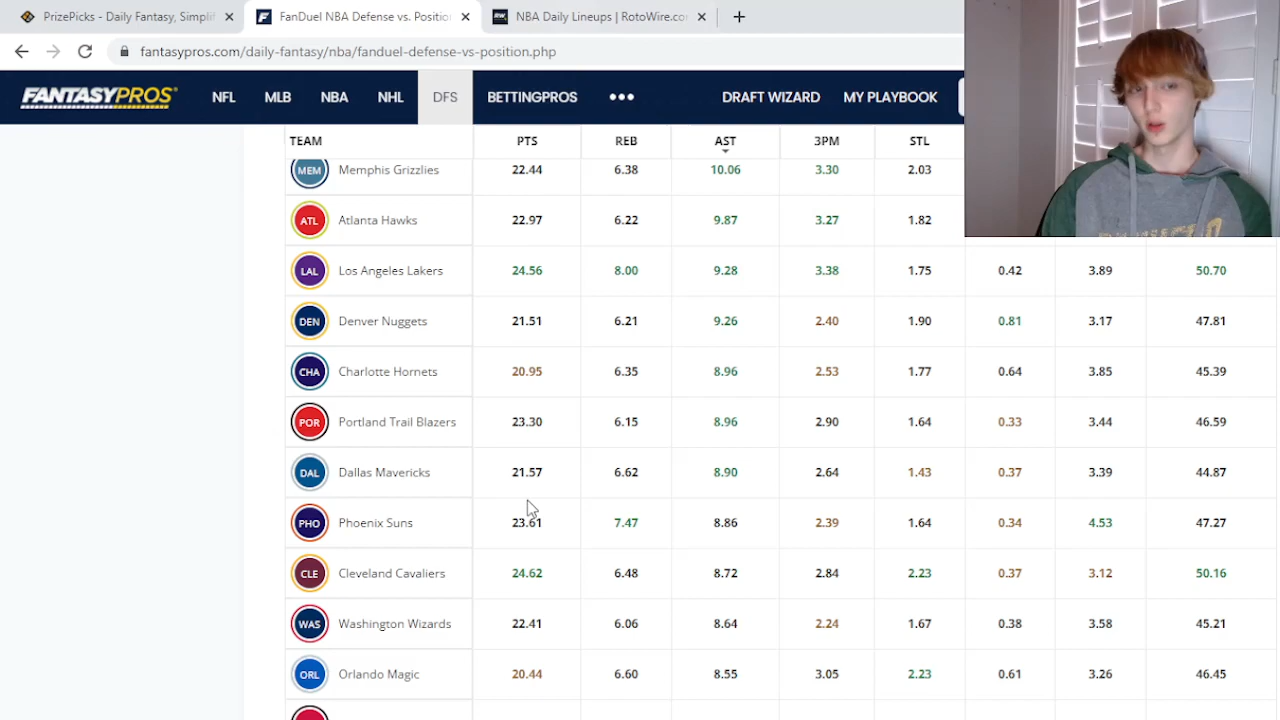 PrizePicks - Daily Fantasy, Simplif
FanDuel NBA Defense vs. Positio
NBA Daily Lineups | RotoWire.co
fantasypros.com/daily-fantasy/nba/fanduel-defense-vs-position.php
FANTASYPROS NFL MLB NBA NHL DFS BETTINGPROS ••• DRAFT WIZARD MY PLAYBOOK
TEAM PTS REB AST 3PM STL
MEM Memphis Grizzlies 22.44 6.38 10.06 3.30 2.03
ATL Atlanta Hawks 22.97 6.22 9.87 3.27 1.82
LAL Los Angeles Lakers 24.56 8.00 9.28 3.38 1.75 0.42 3.89 50.70
DEN Denver Nuggets 21.51 6.21 9.26 2.40 1.90 0.81 3.17 47.81
CHA Charlotte Hornets 20.95 6.35 8.96 2.53 1.77 0.64 3.85 45.39
POR Portland Trail Blazers 23.30 6.15 8.96 2.90 1.64 0.33 3.44 46.59
DAL Dallas Mavericks 21.57 6.62 8.90 2.64 1.43 0.37 3.39 44.87
PHO Phoenix Suns 23.61 7.47 8.86 2.39 1.64 0.34 4.53 47.27
CLE Cleveland Cavaliers 24.62 6.48 8.72 2.84 2.23 0.37 3.12 50.16
WAS Washington Wizards 22.41 6.06 8.64 2.24 1.67 0.38 3.58 45.21
ORL Orlando Magic 20.44 6.60 8.55 3.05 2.23 0.61 3.26 46.45